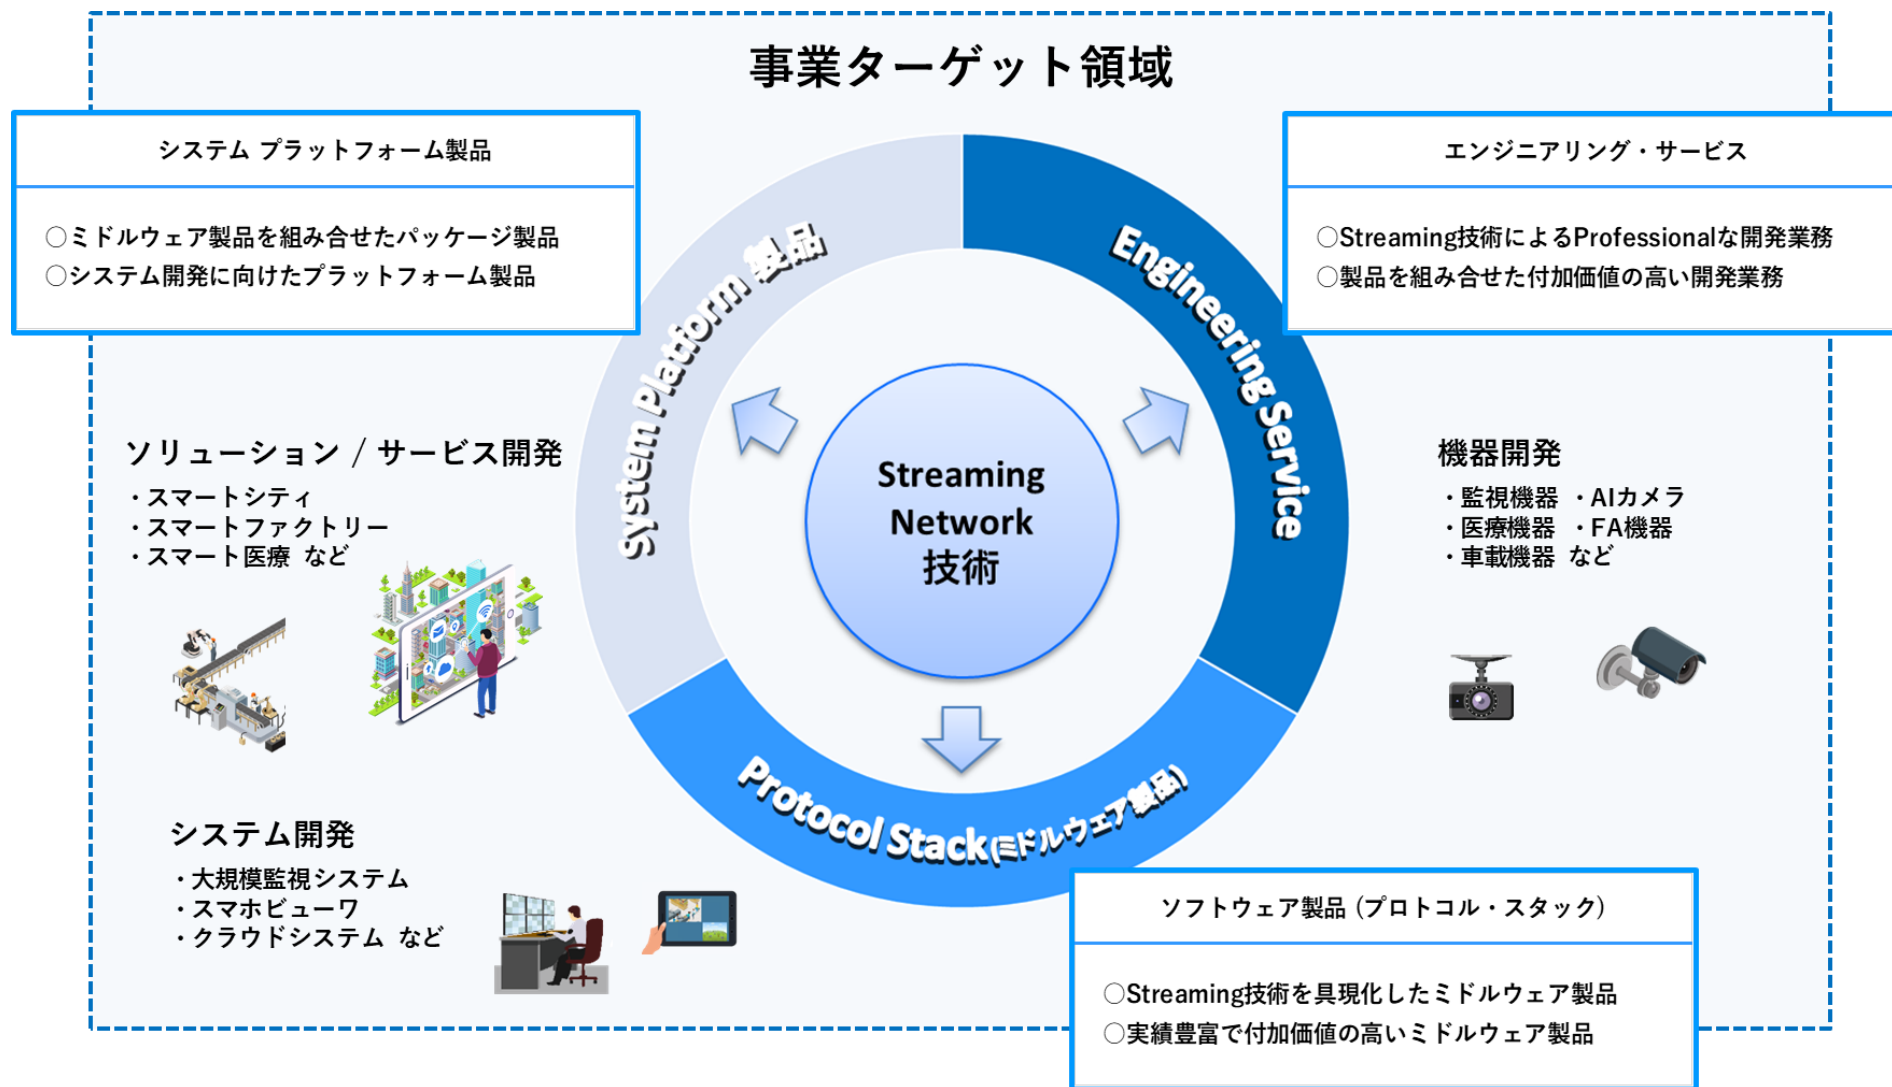 事業ターゲット領域
システム プラットフォーム製品
○ミドルウェア製品を組み合せたパッケージ製品
○システム開発に向けたプラットフォーム製品
エンジニアリング・サービス
○Streaming技術によるProfessionalな開発業務
○製品を組み合せた付加価値の高い開発業務
System Platform 製品
Engineering Service
Streaming
Network
技術
Protocol Stack(ミドルウェア製品)
ソリューション / サービス開発
・スマートシティ
・スマートファクトリー
・スマート医療 など
機器開発
・監視機器 ・AIカメラ
・医療機器 ・FA機器
・車載機器 など
システム開発
・大規模監視システム
・スマホビューワ
・クラウドシステム など
ソフトウェア製品 (プロトコル・スタック)
○Streaming技術を具現化したミドルウェア製品
○実績豊富で付加価値の高いミドルウェア製品